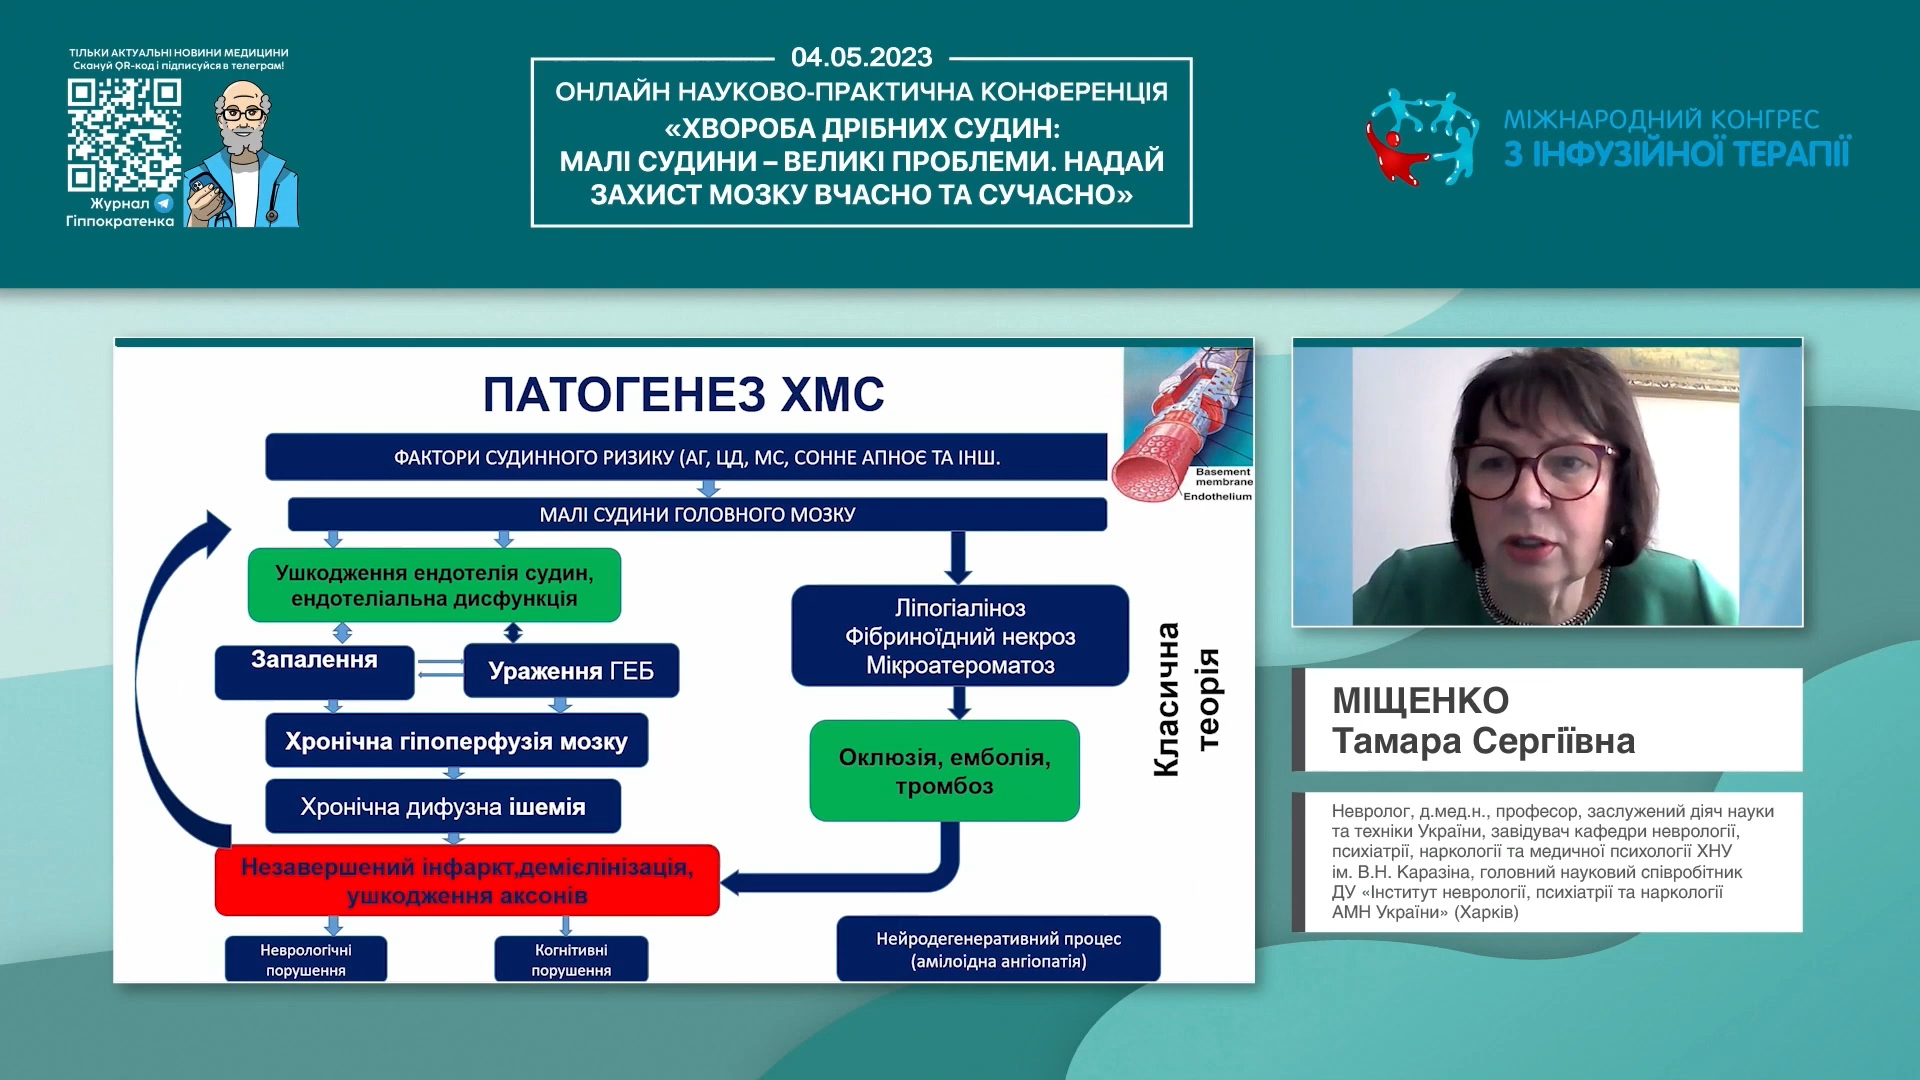 ТІЛЬКИ АКТУАЛЬНІ НОВИНИ МЕДИЦИНИ
Скануй QR-код і підписуйся в телеграм!
Журнал
Гіппократенка
04.05.2023
ОНЛАЙН НАУКОВО-ПРАКТИЧНА КОНФЕРЕНЦІЯ
«ХВОРОБА ДРІБНИХ СУДИН:
МАЛІ СУДИНИ – ВЕЛИКІ ПРОБЛЕМИ. НАДАЙ
ЗАХИСТ МОЗКУ ВЧАСНО ТА СУЧАСНО»
МІЖНАРОДНИЙ КОНГРЕС
З ІНФУЗІЙНОЇ ТЕРАПІЇ
ПАТОГЕНЕЗ ХМС
Basement
membrane
Endothelium
ФАКТОРИ СУДИННОГО РИЗИКУ (АГ, ЦД, МС, СОННЕ АПНОЄ ТА ІНШ.
МАЛІ СУДИНИ ГОЛОВНОГО МОЗКУ
Ушкодження ендотелія судин,
ендотеліальна дисфункція
Запалення
Ураження ГЕБ
Хронічна гіпоперфузія мозку
Хронічна дифузна ішемія
Незавершений інфаркт,демієлінізація,
ушкодження аксонів
Неврологічні
порушення
Когнітивні
порушення
Ліпогіаліноз
Фібриноїдний некроз
Мікроатероматоз
Оклюзія, емболія,
тромбоз
Нейродегенеративний процес
(амілоідна ангіопатія)
Класична
теорія
МІЩЕНКО
Тамара Сергіївна
Невролог, д.мед.н., професор, заслужений діяч науки
та техніки України, завідувач кафедри неврології,
психіатрії, наркології та медичної психології ХНУ
ім. В.Н. Каразіна, головний науковий співробітник
ДУ «Інститут неврології, психіатрії та наркології
АМН України» (Харків)